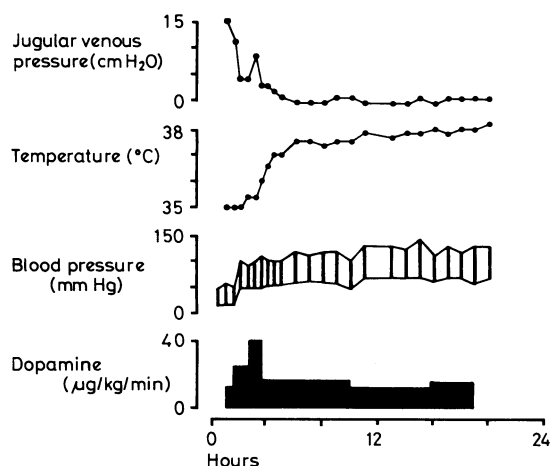 15
Jugular venous
pressure (cm H₂O)
0
38
Temperature (°C)
35
150
Blood pressure
(mm Hg)
0
40
Dopamine
(µg/kg/min)
0
0 12 24
Hours